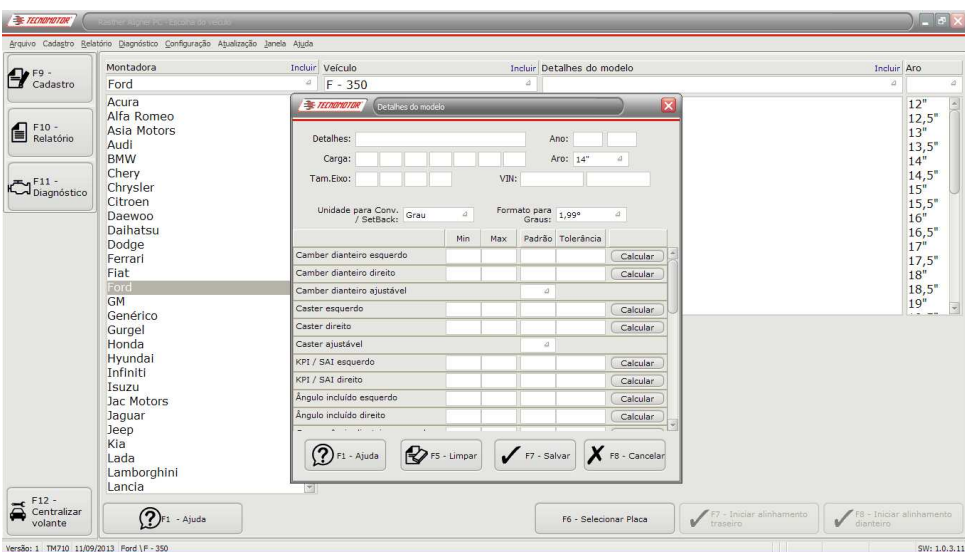 TECNOMOTOR
Arquivo Cadastro Relatório Diagnóstico Configuração Atualização Janela Ajuda
F9 - Cadastro
F10 - Relatório
F11 - Diagnóstico
F12 - Centralizar volante
Montadora Incluir Veículo Incluir Detalhes do modelo Incluir Aro
Ford F - 350
Acura
Alfa Romeo
Asia Motors
Audi
BMW
Chery
Chrysler
Citroen
Daewoo
Daihatsu
Dodge
Ferrari
Fiat
Ford
GM
Genérico
Gurgel
Honda
Hyundai
Infiniti
Isuzu
Jac Motors
Jaguar
Jeep
Kia
Lada
Lamborghini
Lancia
TECNOMOTOR Detalhes do modelo
Detalhes: Ano:
Carga: Aro: 14"
Tam.Eixo: VIN:
Unidade para Conv. / SetBack: Grau Formato para Graus: 1,99°
Min Max Padrão Tolerância
Camber dianteiro esquerdo Calcular
Camber dianteiro direito Calcular
Camber dianteiro ajustável
Caster esquerdo Calcular
Caster direito Calcular
Caster ajustável
KPI / SAI esquerdo Calcular
KPI / SAI direito Calcular
Ângulo incluído esquerdo Calcular
Ângulo incluído direito Calcular
F1 - Ajuda F5 - Limpar F7 - Salvar F8 - Cancelar
12"
12,5"
13"
13,5"
14"
14,5"
15"
15,5"
16"
16,5"
17"
17,5"
18"
18,5"
19"
F1 - Ajuda F6 - Selecionar Placa F7 - Iniciar alinhamento traseiro F8 - Iniciar alinhamento dianteiro
Versão: 1 TM710 11/09/2013 Ford \ F - 350 SW: 1.0.3.11